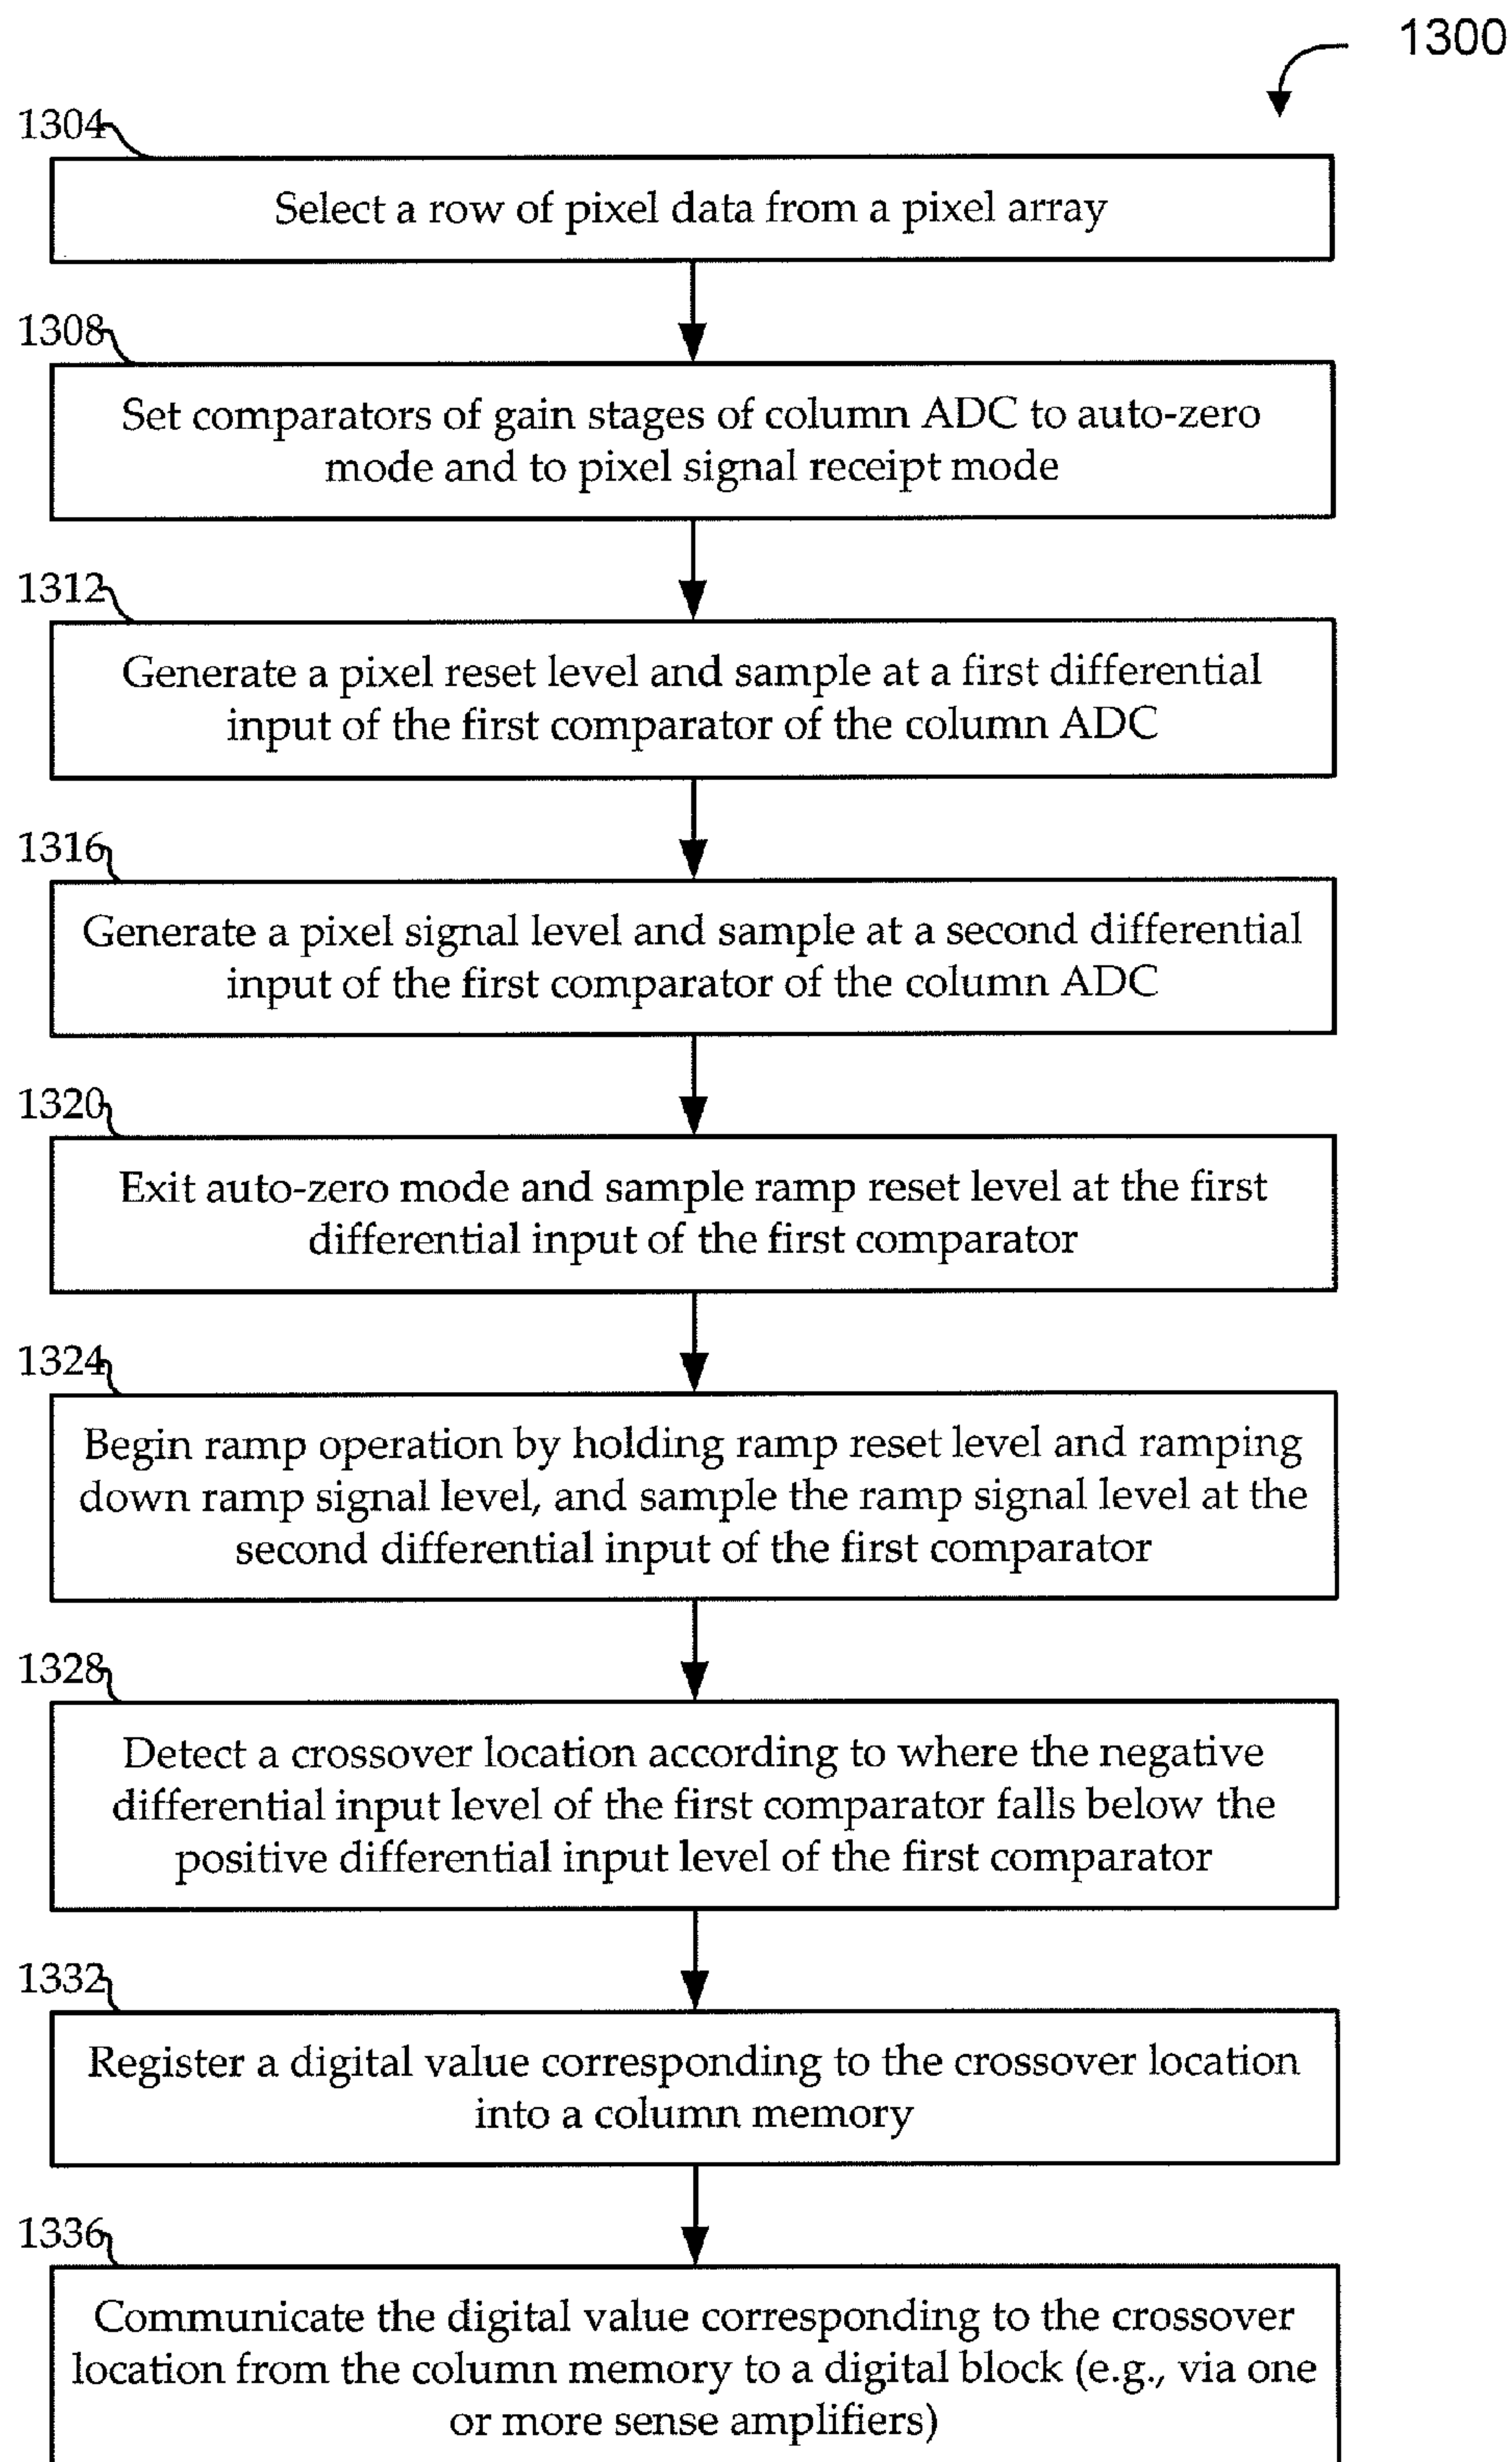 1300
1304
Select a row of pixel data from a pixel array
1308
Set comparators of gain stages of column ADC to auto-zero
mode and to pixel signal receipt mode
1312
Generate a pixel reset level and sample at a first differential
input of the first comparator of the column ADC
1316
Generate a pixel signal level and sample at a second differential
input of the first comparator of the column ADC
1320
Exit auto-zero mode and sample ramp reset level at the first
differential input of the first comparator
1324
Begin ramp operation by holding ramp reset level and ramping
down ramp signal level, and sample the ramp signal level at the
second differential input of the first comparator
1328
Detect a crossover location according to where the negative
differential input level of the first comparator falls below the
positive differential input level of the first comparator
1332
Register a digital value corresponding to the crossover location
into a column memory
1336
Communicate the digital value corresponding to the crossover
location from the column memory to a digital block (e.g., via one
or more sense amplifiers)